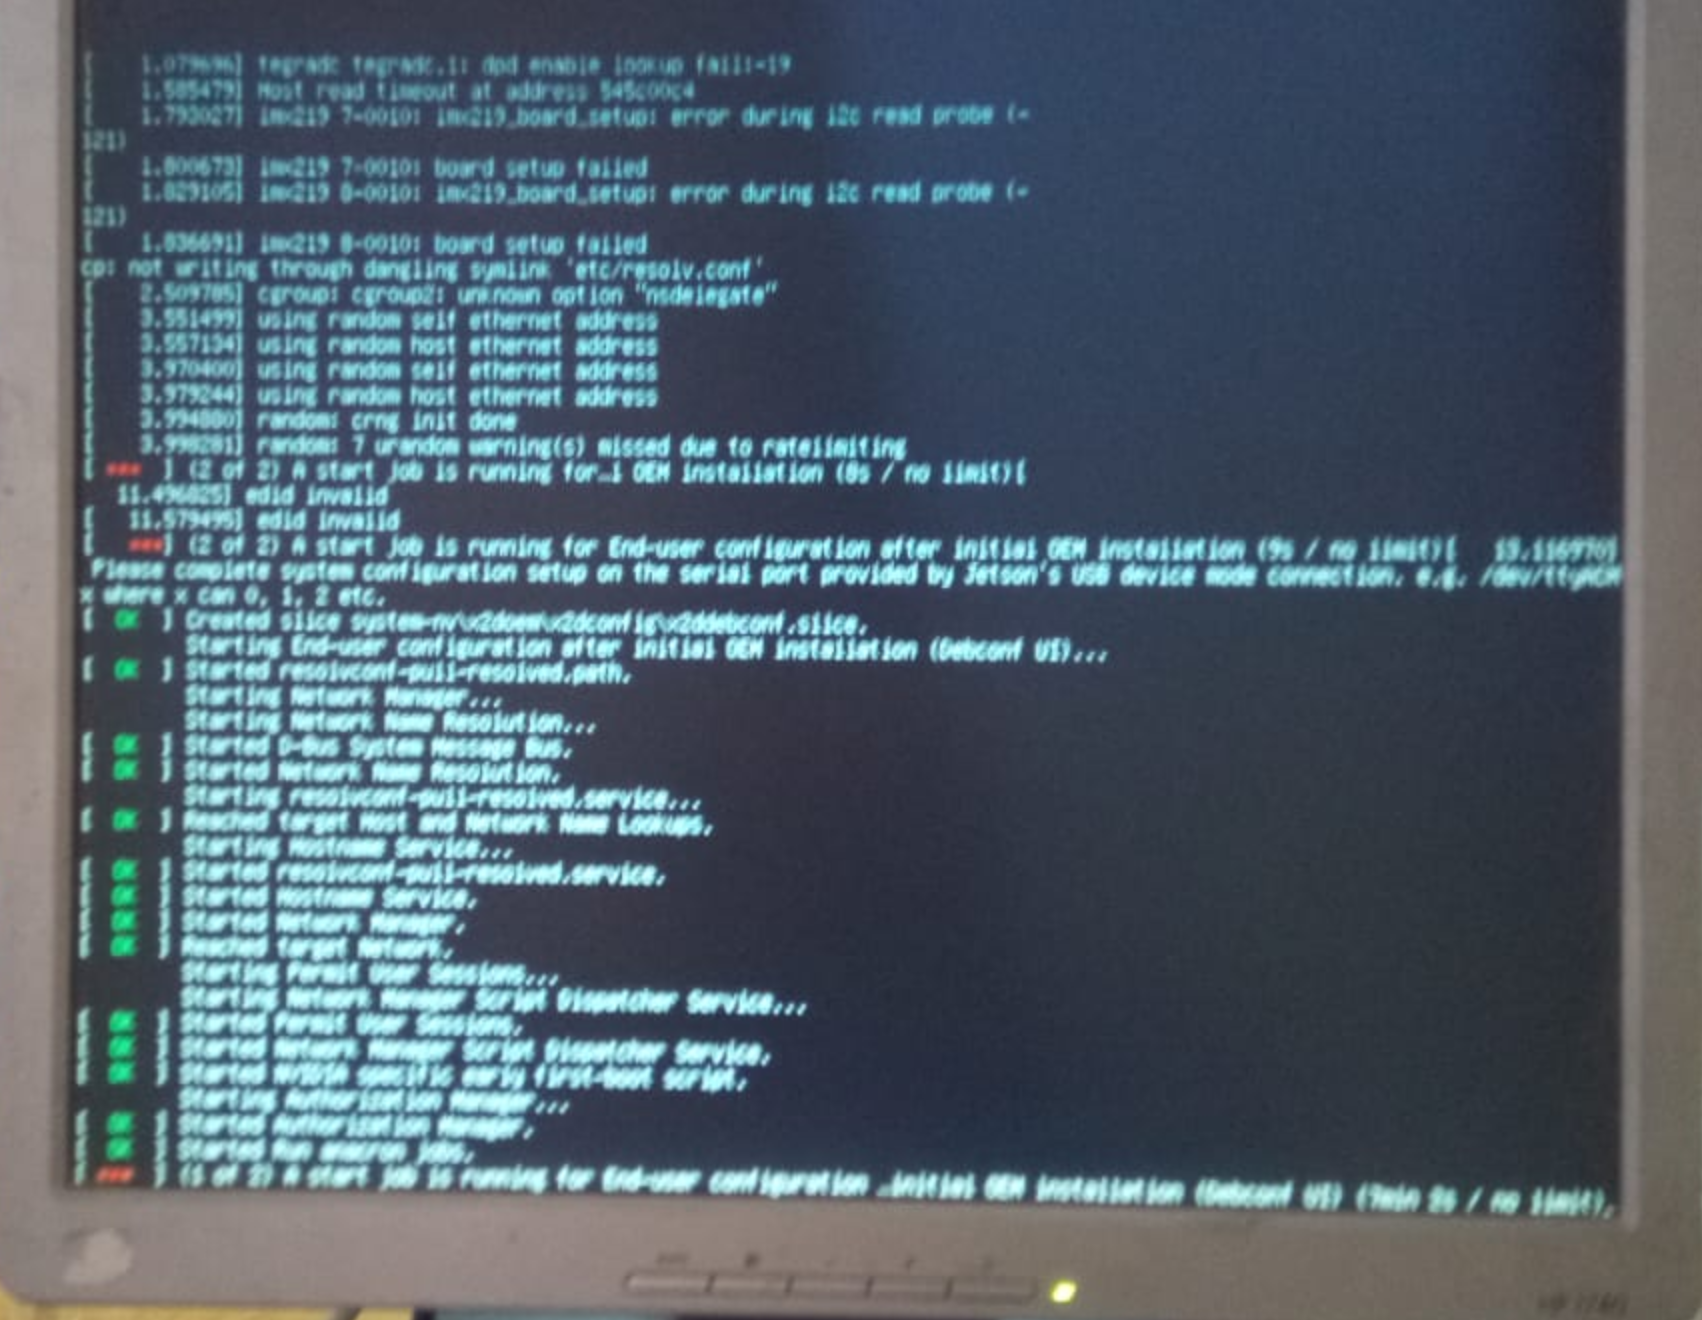 [    1.079696] tegradc tegradc.1: dpd enable lookup fail:-19
[    1.585479] Host read timeout at address 545c00c4
[    1.793027] imx219 7-0010: imx219_board_setup: error during i2c read probe (-
121)
[    1.800673] imx219 7-0010: board setup failed
[    1.829105] imx219 8-0010: imx219_board_setup: error during i2c read probe (-
121)
[    1.836691] imx219 8-0010: board setup failed
cp: not writing through dangling symlink 'etc/resolv.conf'
[    2.509785] cgroup: cgroup2: unknown option "nsdelegate"
[    3.551499] using random self ethernet address
[    3.557134] using random host ethernet address
[    3.970400] using random self ethernet address
[    3.979244] using random host ethernet address
[    3.994880] random: crng init done
[    3.998281] random: 7 urandom warning(s) missed due to ratelimiting
[ *** ] (2 of 2) A start job is running for…l OEM installation (8s / no limit)[
11.496825] edid invalid
[   11.579495] edid invalid
[   ***] (2 of 2) A start job is running for End-user configuration after initial OEM installation (9s / no limit)[   13.116970]
Please complete system configuration setup on the serial port provided by Jetson's USB device mode connection. e.g. /dev/ttyACM
x where x can 0, 1, 2 etc.
[  OK  ] Created slice system-nv\x2doem\x2dconfig\x2ddebconf.slice.
Starting End-user configuration after initial OEM installation (Debconf UI)...
[  OK  ] Started resolvconf-pull-resolved.path.
Starting Network Manager...
Starting Network Name Resolution...
[  OK  ] Started D-Bus System Message Bus.
[  OK  ] Started Network Name Resolution.
Starting resolvconf-pull-resolved.service...
[  OK  ] Reached target Host and Network Name Lookups.
Starting Hostname Service...
[  OK  ] Started resolvconf-pull-resolved.service.
[  OK  ] Started Hostname Service.
[  OK  ] Started Network Manager.
[  OK  ] Reached target Network.
Starting Permit User Sessions...
Starting Network Manager Script Dispatcher Service...
[  OK  ] Started Permit User Sessions.
[  OK  ] Started Network Manager Script Dispatcher Service.
[  OK  ] Started NVIDIA specific early first-boot script.
Starting Authorization Manager...
[  OK  ] Started Authorization Manager.
[  OK  ] Started Run anacron jobs.
[ *** ] (1 of 2) A start job is running for End-user configuration …initial OEM installation (Debconf UI) (7min 2s / no limit).